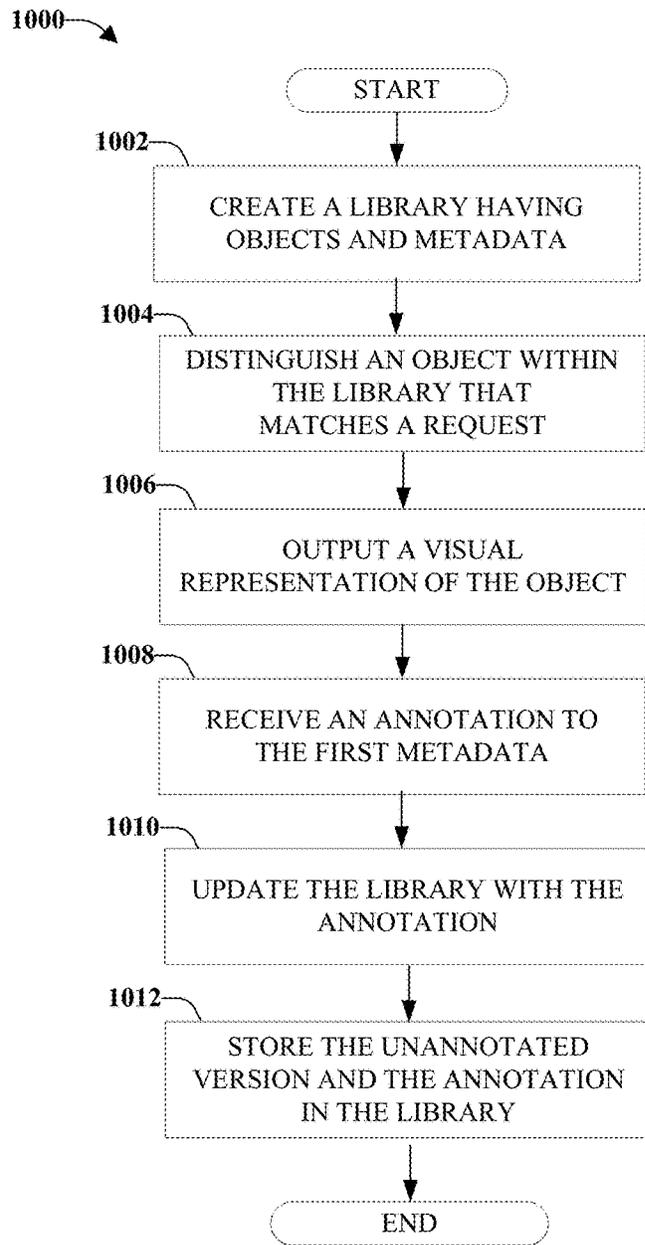 1000
START
1002
CREATE A LIBRARY HAVING
OBJECTS AND METADATA
1004
DISTINGUISH AN OBJECT WITHIN
THE LIBRARY THAT
MATCHES A REQUEST
1006
OUTPUT A VISUAL
REPRESENTATION OF THE OBJECT
1008
RECEIVE AN ANNOTATION TO
THE FIRST METADATA
1010
UPDATE THE LIBRARY WITH THE
ANNOTATION
1012
STORE THE UNANNOTATED
VERSION AND THE ANNOTATION
IN THE LIBRARY
END